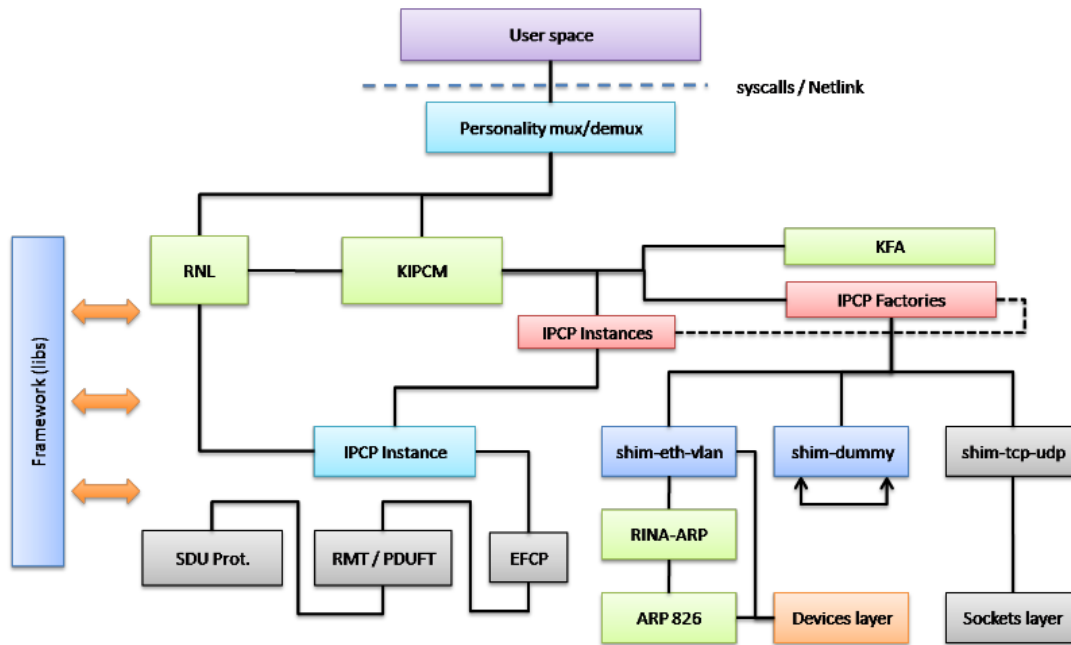 User space
syscalls / Netlink
Personality mux/demux
RNL
KIPCM
KFA
IPCP Factories
IPCP Instances
Framework (libs)
IPCP Instance
shim-eth-vlan
shim-dummy
shim-tcp-udp
SDU Prot.
RMT / PDUFT
EFCP
RINA-ARP
ARP 826
Devices layer
Sockets layer